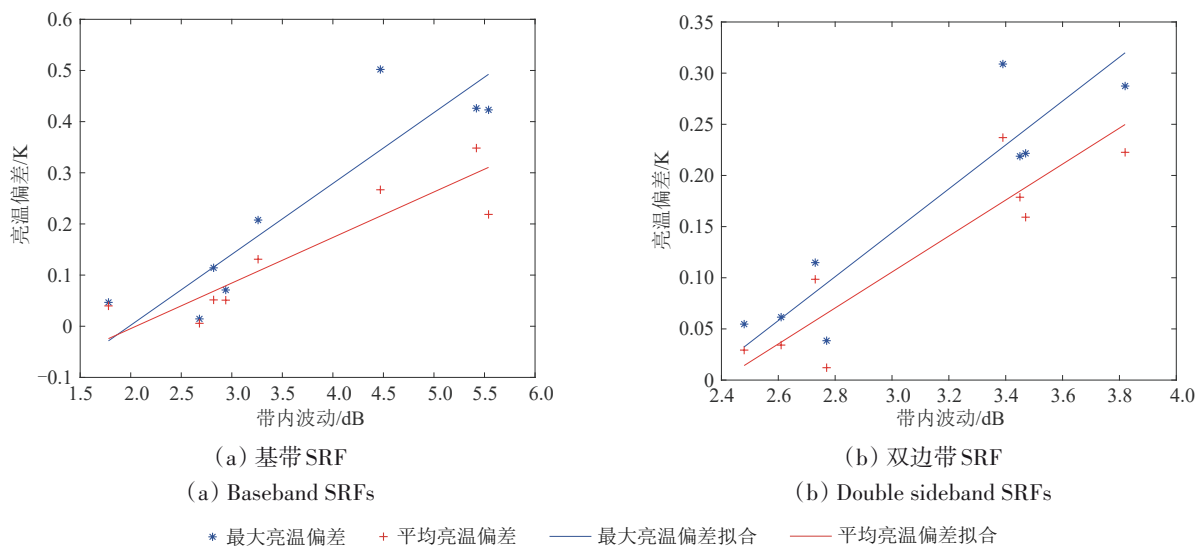 0.6
0.5
0.4
0.3
0.2
0.1
0
−0.1
亮温偏差/K
1.5 2.0 2.5 3.0 3.5 4.0 4.5 5.0 5.5 6.0
带内波动/dB
(a) 基带 SRF
(a) Baseband SRFs
0.35
0.30
0.25
0.20
0.15
0.10
0.05
0
亮温偏差/K
2.4 2.6 2.8 3.0 3.2 3.4 3.6 3.8 4.0
带内波动/dB
(b) 双边带 SRF
(b) Double sideband SRFs
最大亮温偏差 平均亮温偏差 最大亮温偏差拟合 平均亮温偏差拟合